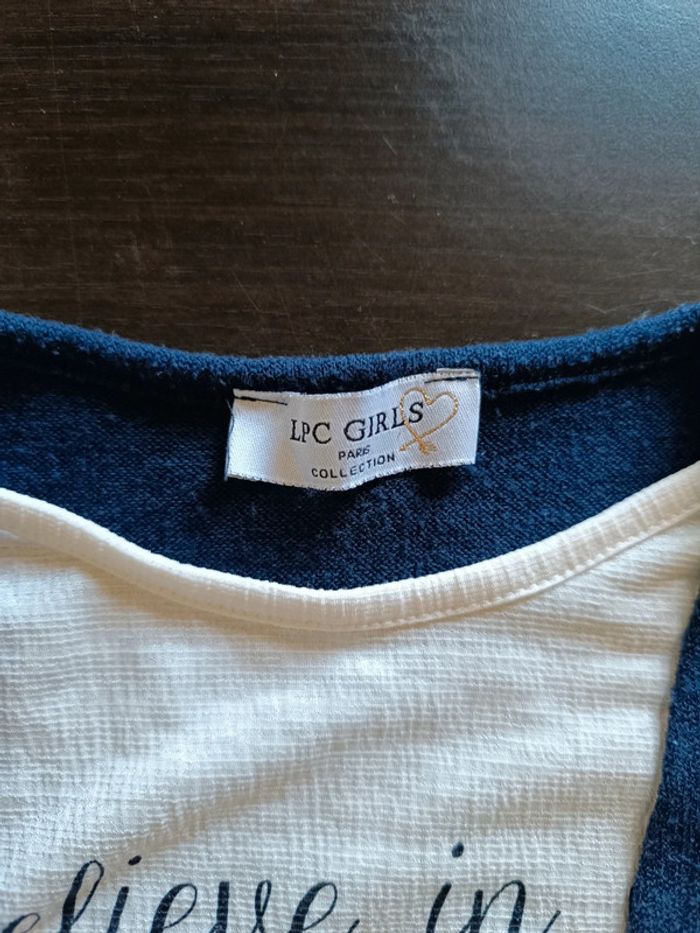 LPC GIRLS
PARIS
COLLECTION
elieve in